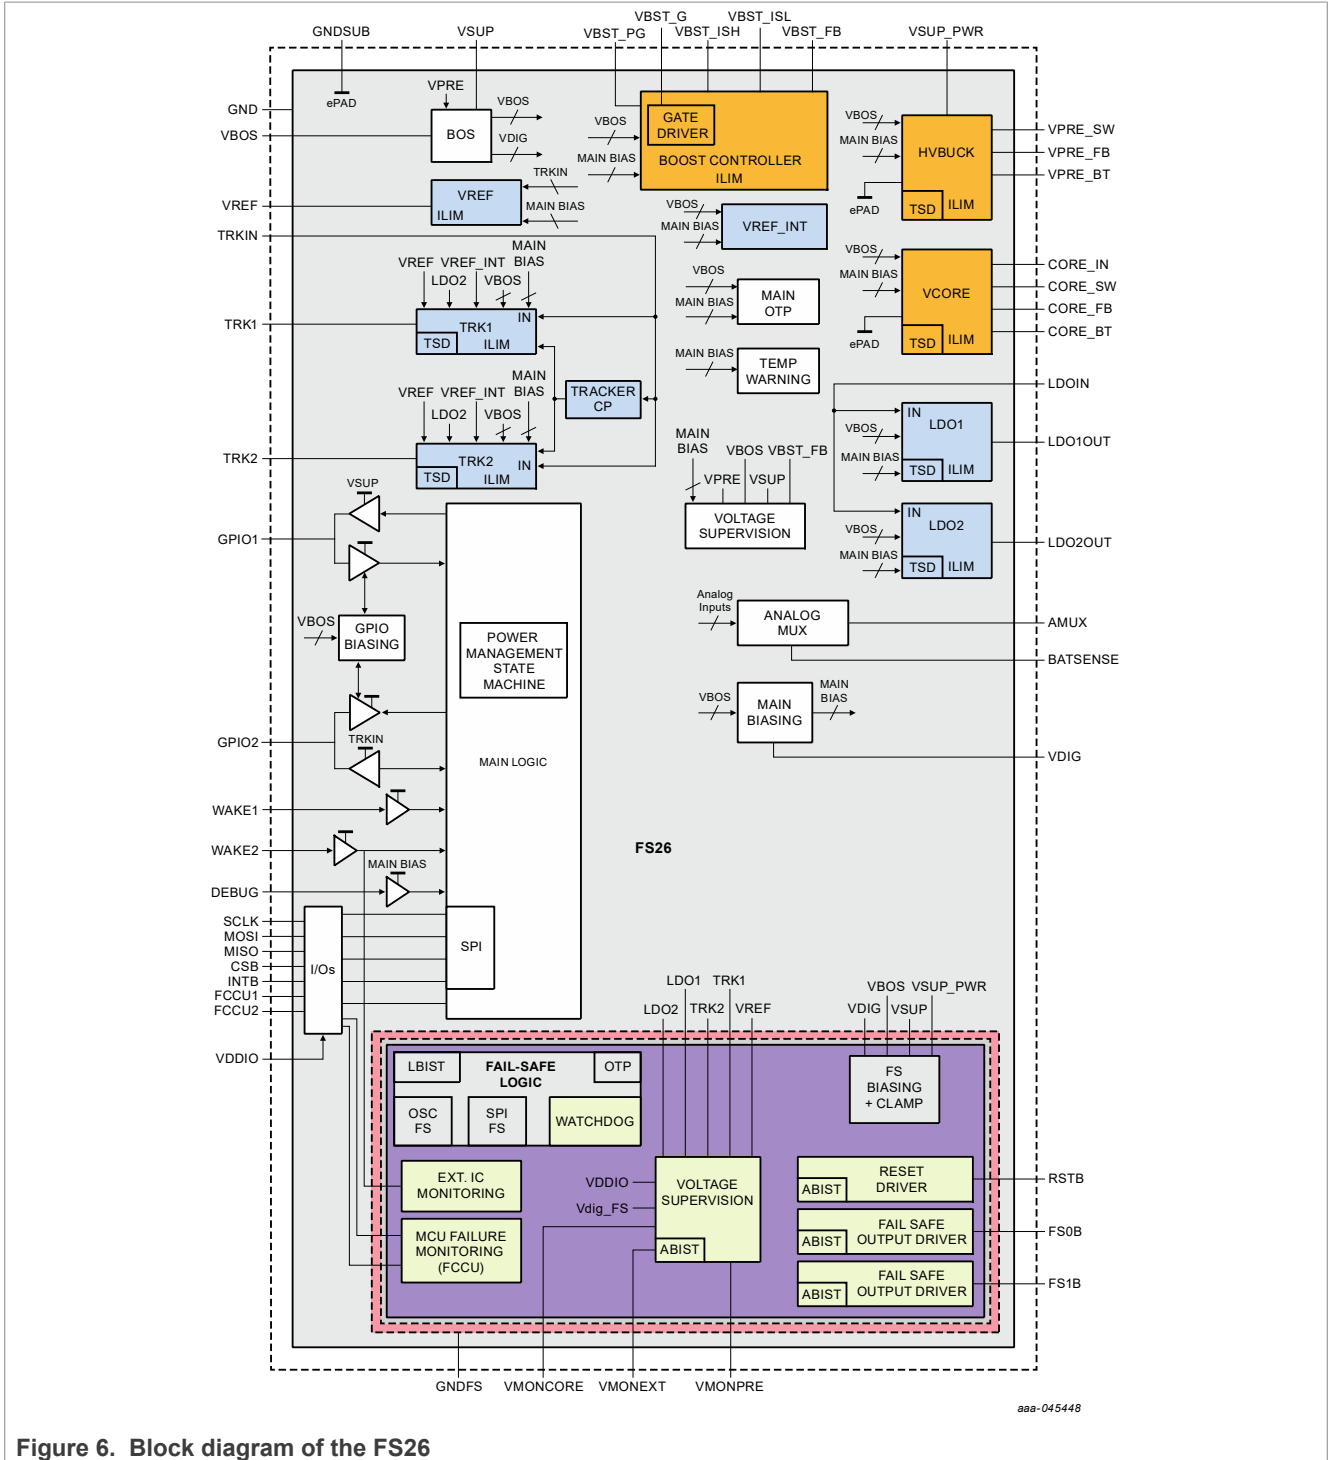 GNDSUB
VSUP
VBST_PG
VBST_G
VBST_ISH
VBST_ISL
VBST_FB
VSUP_PWR
GND
VBOS
VREF
TRKIN
TRK1
TRK2
GPIO1
GPIO2
WAKE1
WAKE2
DEBUG
SCLK
MOSI
MISO
CSB
INTB
FCCU1
FCCU2
VDDIO
ePAD
VPRE
BOS
VBOS
VDIG
VREF
ILIM
TRKIN
MAIN BIAS
VBOS
MAIN BIAS
GATE
DRIVER
BOOST CONTROLLER
ILIM
VBOS
MAIN BIAS
ePAD
HVBUCK
TSD
ILIM
VPRE_SW
VPRE_FB
VPRE_BT
VBOS
MAIN BIAS
VREF_INT
VREF
VREF_INT
MAIN
BIAS
LDO2
VBOS
TRK1
IN
TSD
ILIM
VBOS
MAIN BIAS
MAIN
OTP
MAIN BIAS
TEMP
WARNING
VBOS
MAIN BIAS
ePAD
VCORE
TSD
ILIM
CORE_IN
CORE_SW
CORE_FB
CORE_BT
TRACKER
CP
VREF
VREF_INT
MAIN
BIAS
LDO2
VBOS
TRK2
IN
TSD
ILIM
LDOIN
IN
LDO1
VBOS
MAIN BIAS
TSD
ILIM
LDO1OUT
MAIN
BIAS
VPRE
VBOS
VSUP
VBST_FB
VOLTAGE
SUPERVISION
IN
LDO2
VBOS
MAIN BIAS
TSD
ILIM
LDO2OUT
VSUP
VBOS
GPIO
BIASING
TRKIN
POWER
MANAGEMENT
STATE
MACHINE
MAIN LOGIC
Analog
Inputs
ANALOG
MUX
AMUX
BATSENSE
VBOS
MAIN
BIASING
MAIN
BIAS
VDIG
FS26
MAIN BIAS
I/Os
SPI
LDO1
TRK1
LDO2
TRK2
VREF
VBOS
VSUP_PWR
VDIG
VSUP
LBIST
FAIL-SAFE
LOGIC
OTP
OSC
FS
SPI
FS
WATCHDOG
FS
BIASING
+ CLAMP
EXT. IC
MONITORING
MCU FAILURE
MONITORING
(FCCU)
VDDIO
Vdig_FS
VOLTAGE
SUPERVISION
ABIST
RESET
DRIVER
ABIST
FAIL SAFE
OUTPUT DRIVER
ABIST
FAIL SAFE
OUTPUT DRIVER
ABIST
RSTB
FS0B
FS1B
GNDFS
VMONCORE
VMONEXT
VMONPRE
aaa-045448
Figure 6. Block diagram of the FS26